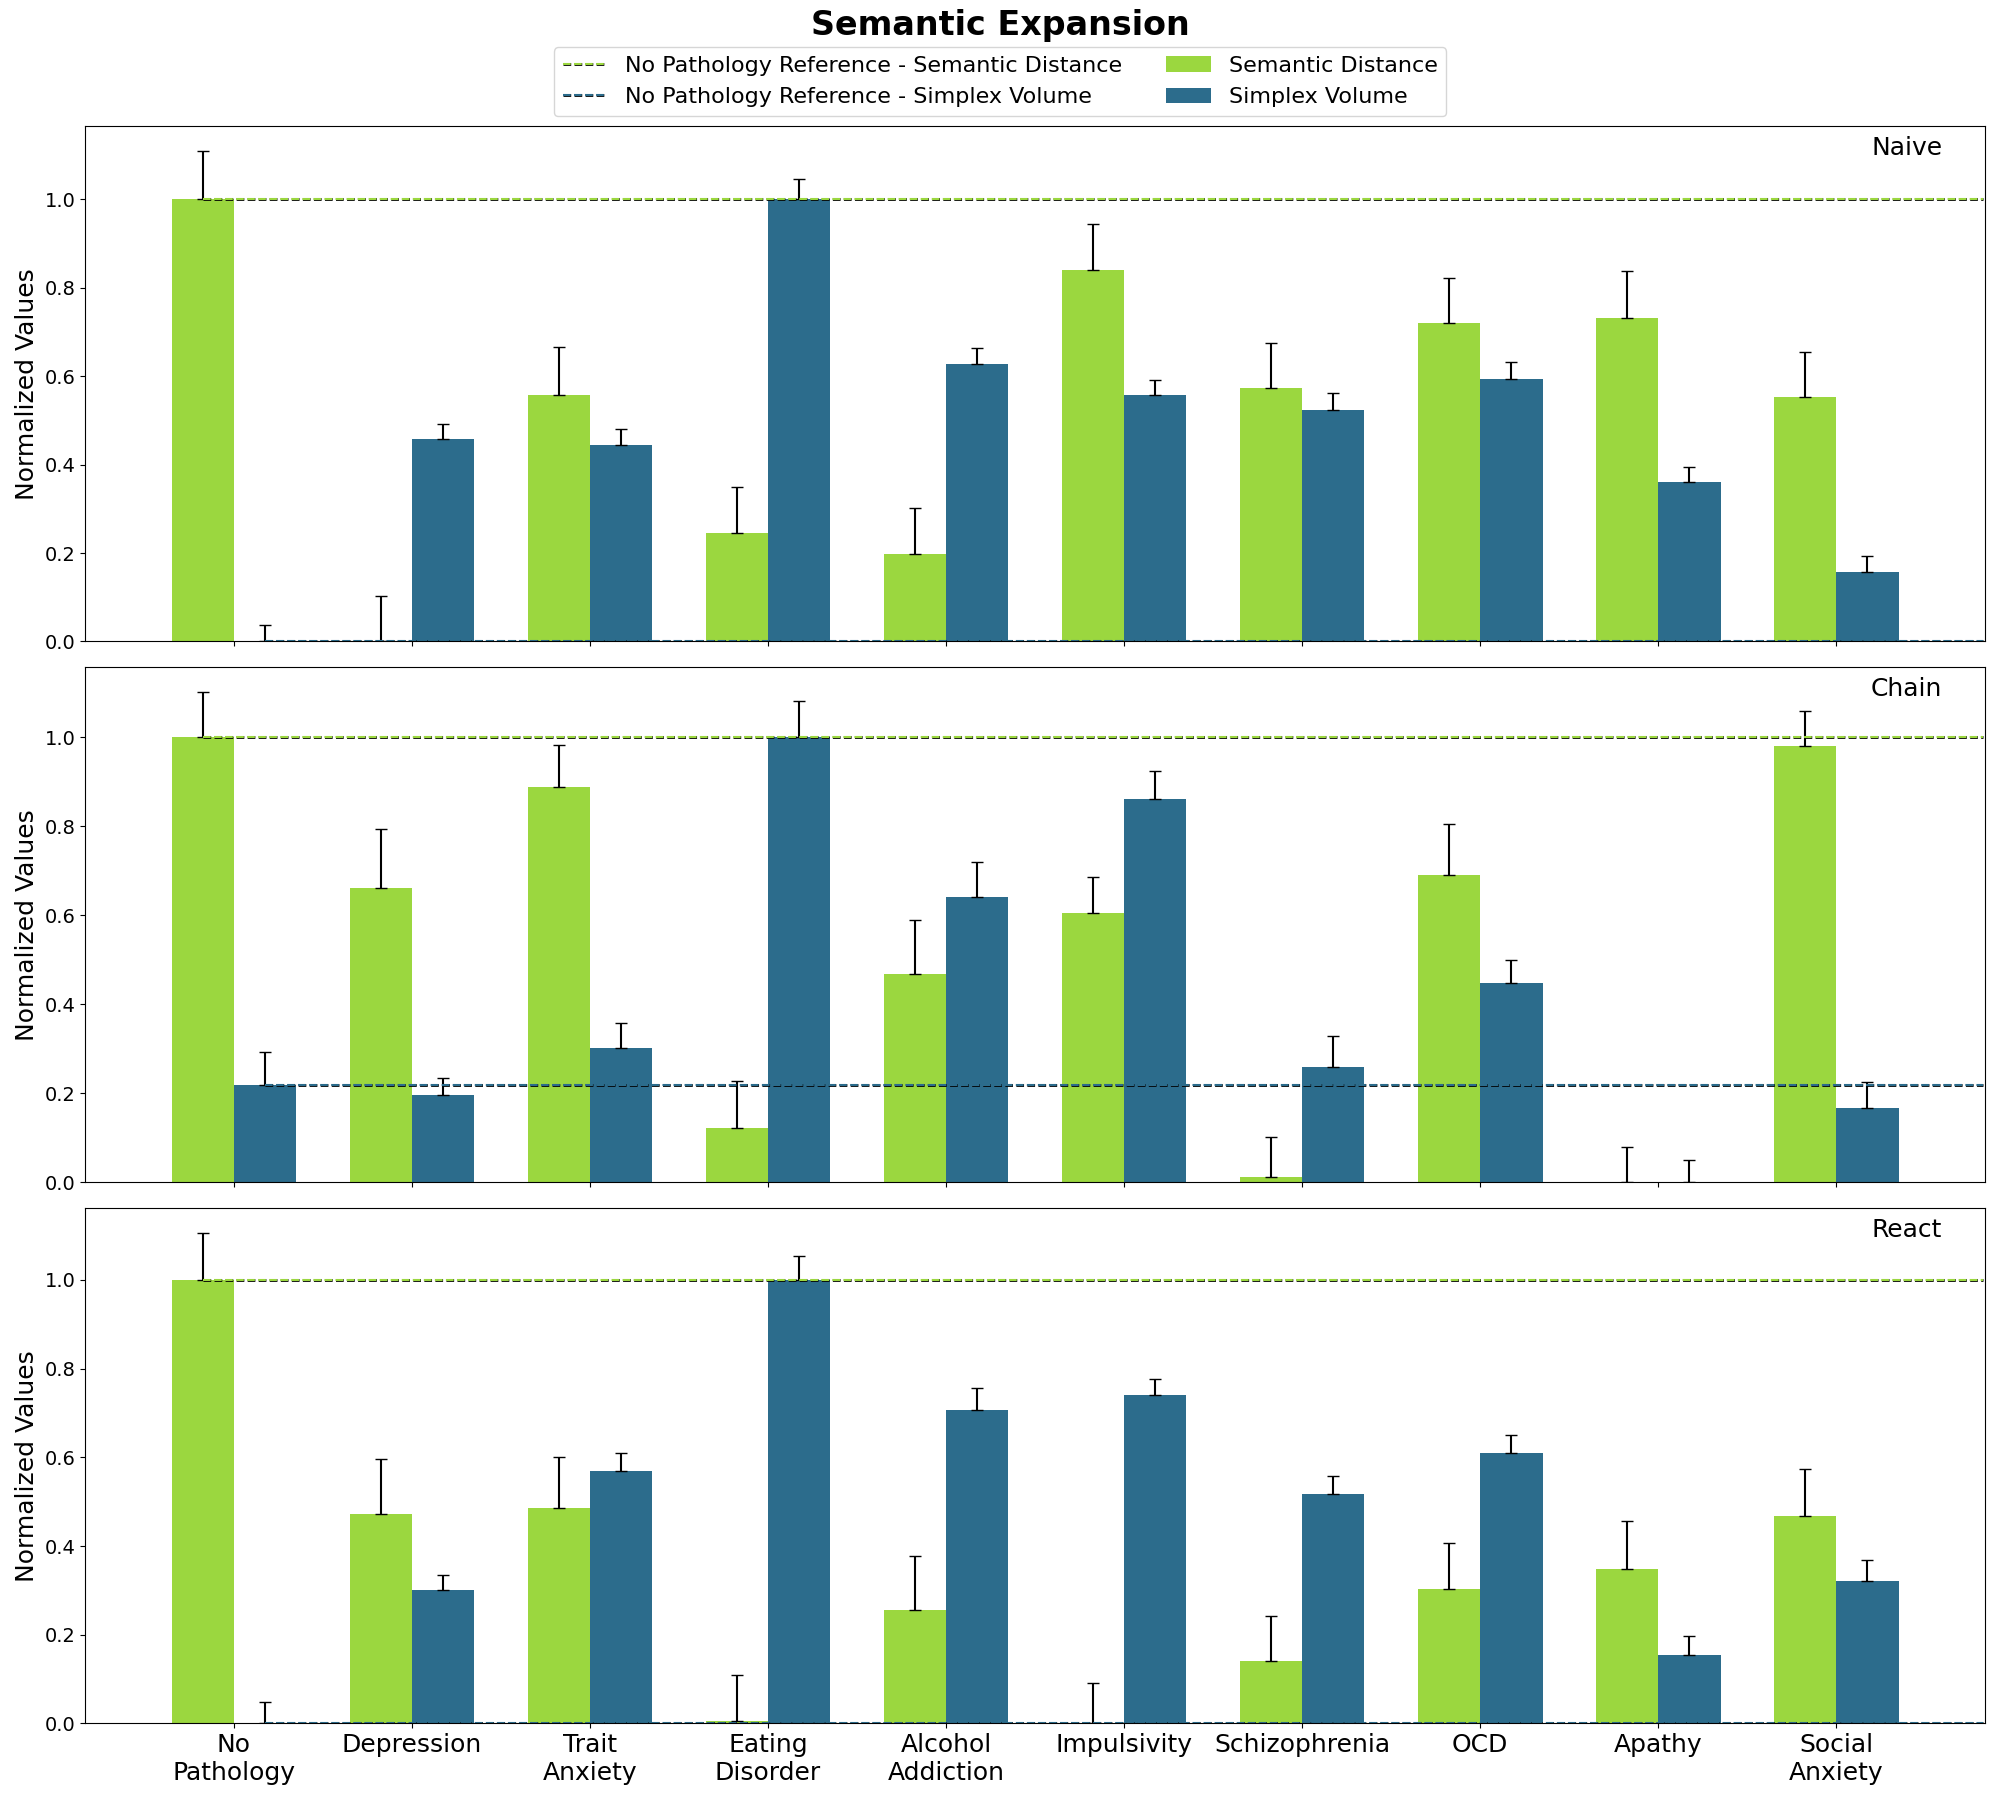 Semantic Expansion
No Pathology Reference - Semantic Distance
No Pathology Reference - Simplex Volume
Semantic Distance
Simplex Volume
Naive
Normalized Values
1.0
0.8
0.6
0.4
0.2
0.0
Chain
Normalized Values
1.0
0.8
0.6
0.4
0.2
0.0
React
Normalized Values
1.0
0.8
0.6
0.4
0.2
0.0
No
Pathology
Depression
Trait
Anxiety
Eating
Disorder
Alcohol
Addiction
Impulsivity
Schizophrenia
OCD
Apathy
Social
Anxiety